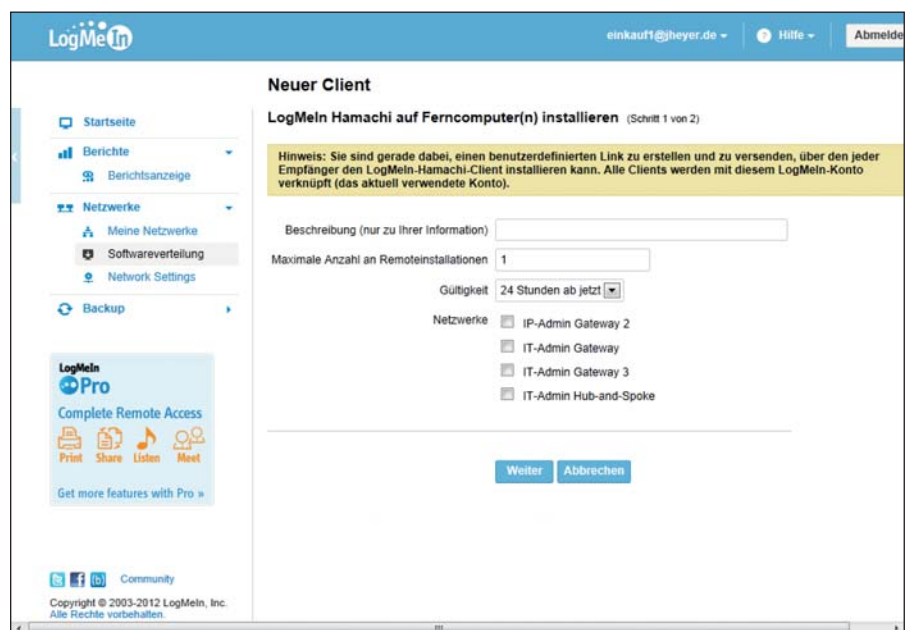 LogMeIn
einkauf1@jheyer.de
Hilfe
Abmelde
Neuer Client
LogMeIn Hamachi auf Ferncomputer(n) installieren (Schritt 1 von 2)
Startseite
Berichte
Berichtsanzeige
Netzwerke
Meine Netzwerke
Softwareverteilung
Network Settings
Backup
Hinweis: Sie sind gerade dabei, einen benutzerdefinierten Link zu erstellen und zu versenden, über den jeder
Empfänger den LogMeIn-Hamachi-Client installieren kann. Alle Clients werden mit diesem LogMeIn-Konto
verknüpft (das aktuell verwendete Konto).
Beschreibung (nur zu Ihrer Information)
Maximale Anzahl an Remoteinstallationen 1
Gültigkeit 24 Stunden ab jetzt
Netzwerke IP-Admin Gateway 2
IT-Admin Gateway
IT-Admin Gateway 3
IT-Admin Hub-and-Spoke
Weiter Abbrechen
LogMeIn
Pro
Complete Remote Access
Print Share Listen Meet
Get more features with Pro »
Community
Copyright © 2003-2012 LogMeIn, Inc.
Alle Rechte vorbehalten.